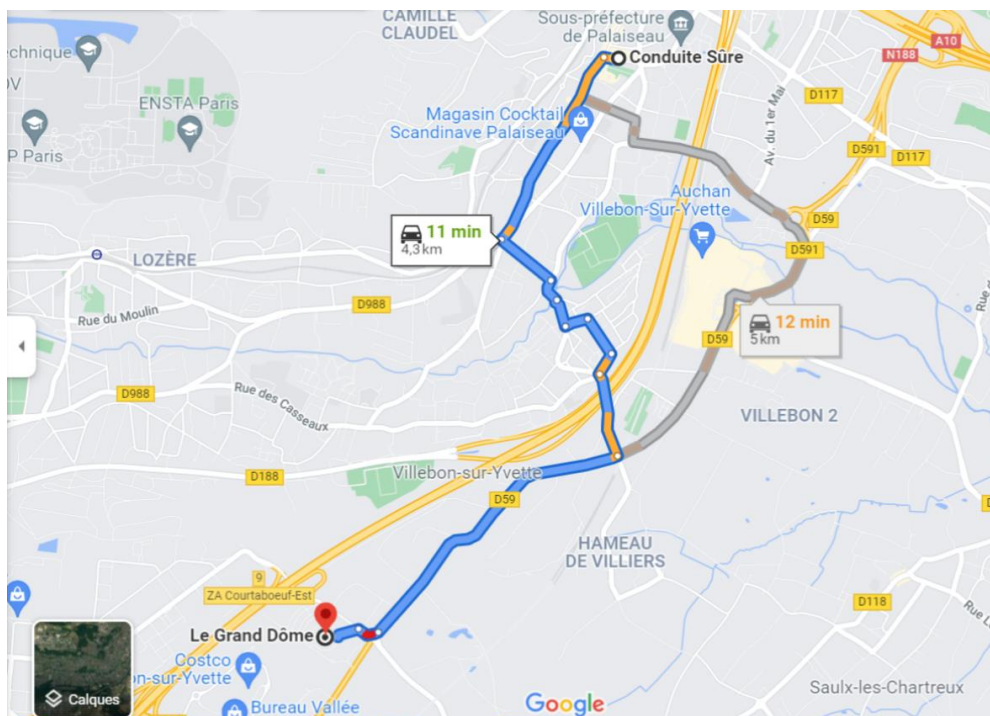 CAMILLE
CLAUDEL
Sous-préfecture
de Palaiseau
A10
N188
echnique
Conduite Sûre
OV
ENSTA Paris
D117
Magasin Cocktail
Scandinave Palaiseau
Av. du 1er Mai
P Paris
D591
D117
Auchan
Villebon-Sur-Yvette
D59
11 min
4,3 km
D591
LOZÈRE
D988
Rue du Moulin
12 min
5 km
D59
D988
Rue des Casseaux
VILLEBON 2
D188
Villebon-sur-Yvette
D59
HAMEAU
DE VILLIERS
9
ZA Courtaboeuf-Est
D118
Le Grand Dôme
Costco
on-sur-Yvette
Calques
Bureau Vallée
Google
Saulx-les-Chartreux